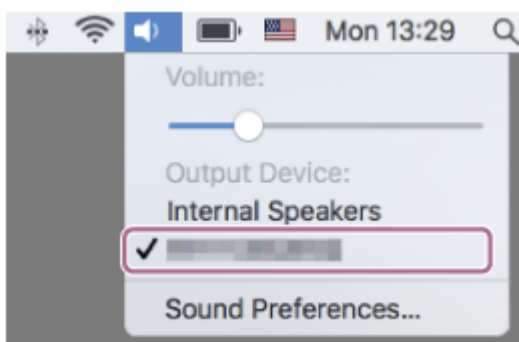 Mon 13:29
Volume:
Output Device:
Internal Speakers
Sound Preferences...